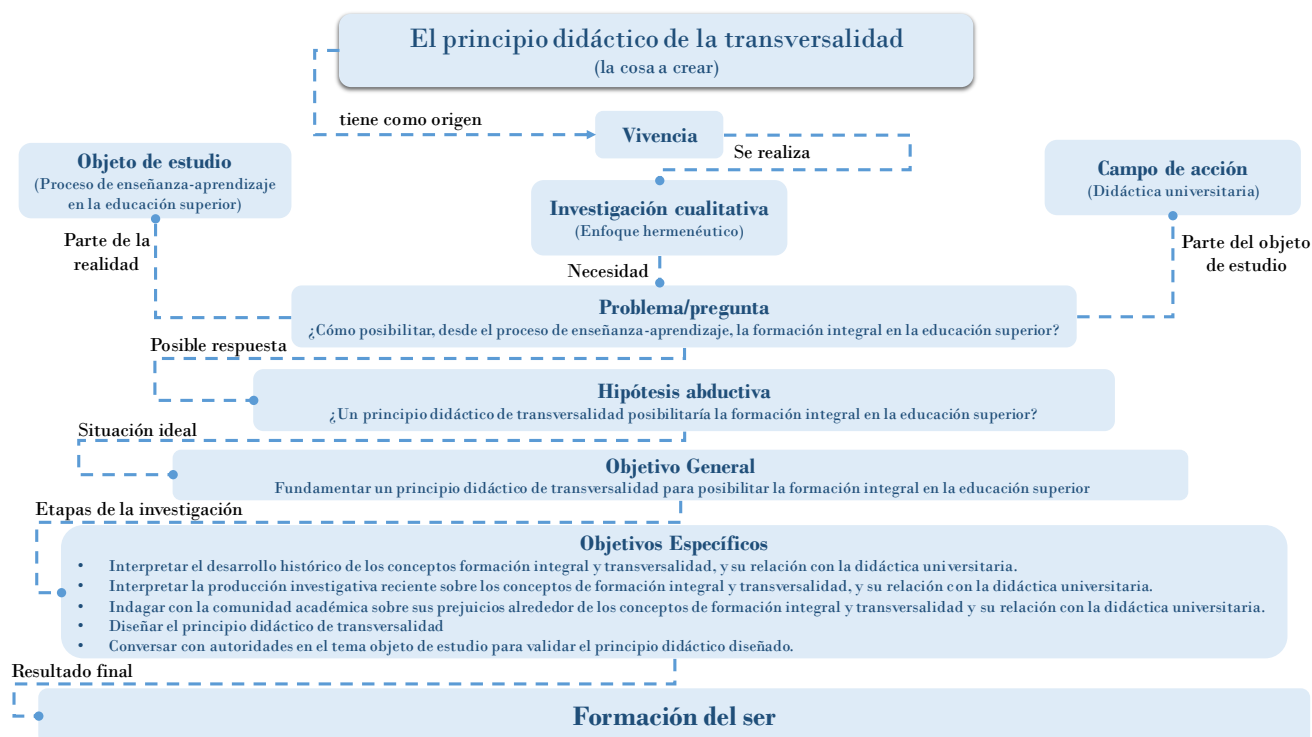 El principio didáctico de la transversalidad
(la cosa a crear)
tiene como origen
Vivencia
Se realiza
Objeto de estudio
(Proceso de enseñanza-aprendizaje
en la educación superior)
Campo de acción
(Didáctica universitaria)
Investigación cualitativa
(Enfoque hermenéutico)
Parte de la
realidad
Parte del objeto
de estudio
Necesidad
Problema/pregunta
¿Cómo posibilitar, desde el proceso de enseñanza-aprendizaje, la formación integral en la educación superior?
Posible respuesta
Hipótesis abductiva
¿Un principio didáctico de transversalidad posibilitaría la formación integral en la educación superior?
Situación ideal
Objetivo General
Fundamentar un principio didáctico de transversalidad para posibilitar la formación integral en la educación superior
Etapas de la investigación
Objetivos Específicos
• Interpretar el desarrollo histórico de los conceptos formación integral y transversalidad, y su relación con la didáctica universitaria.
• Interpretar la producción investigativa reciente sobre los conceptos de formación integral y transversalidad, y su relación con la didáctica universitaria.
• Indagar con la comunidad académica sobre sus prejuicios alrededor de los conceptos de formación integral y transversalidad y su relación con la didáctica universitaria.
• Diseñar el principio didáctico de transversalidad
• Conversar con autoridades en el tema objeto de estudio para validar el principio didáctico diseñado.
Resultado final
Formación del ser